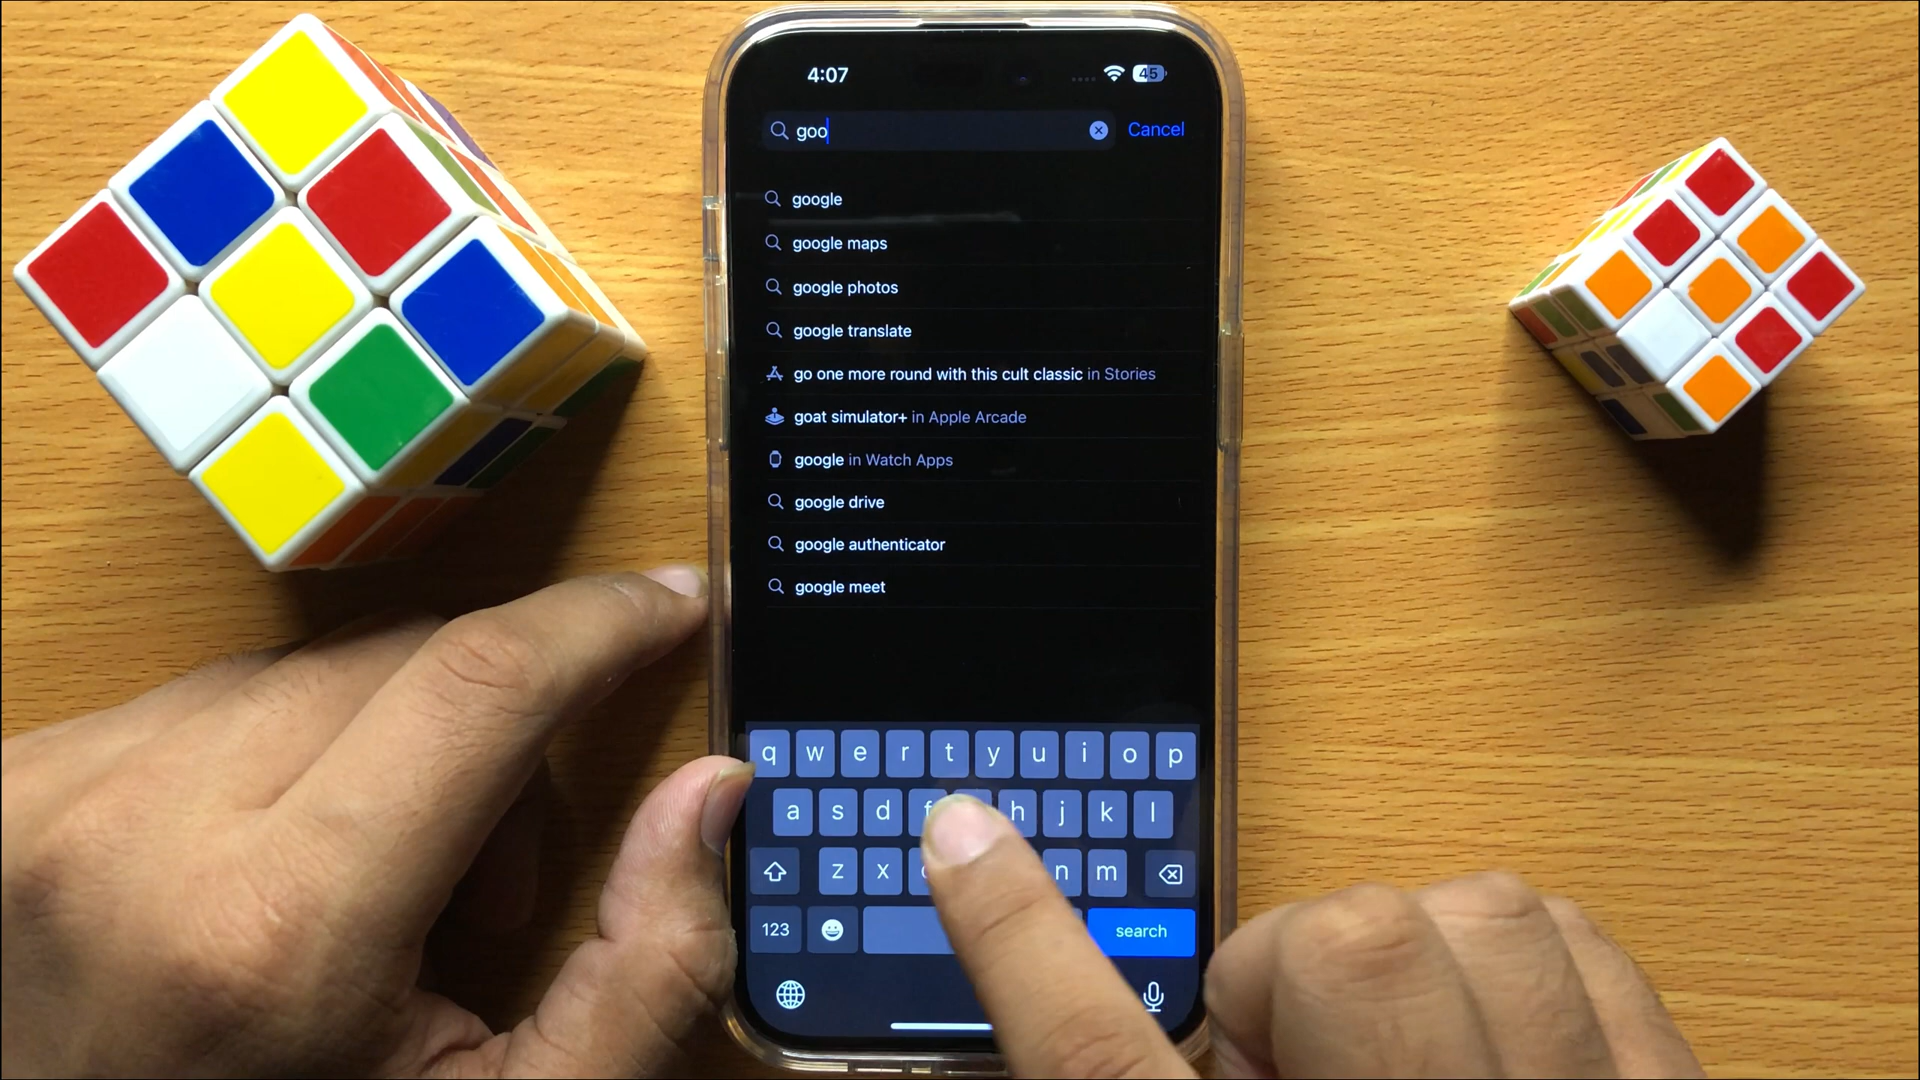 4:07
45
goo
Cancel
google
google maps
google photos
google translate
go one more round with this cult classic in Stories
goat simulator+ in Apple Arcade
google in Watch Apps
google drive
google authenticator
google meet
q w e r t y u i o p
a s d f h j k l
z x c n m
123
search